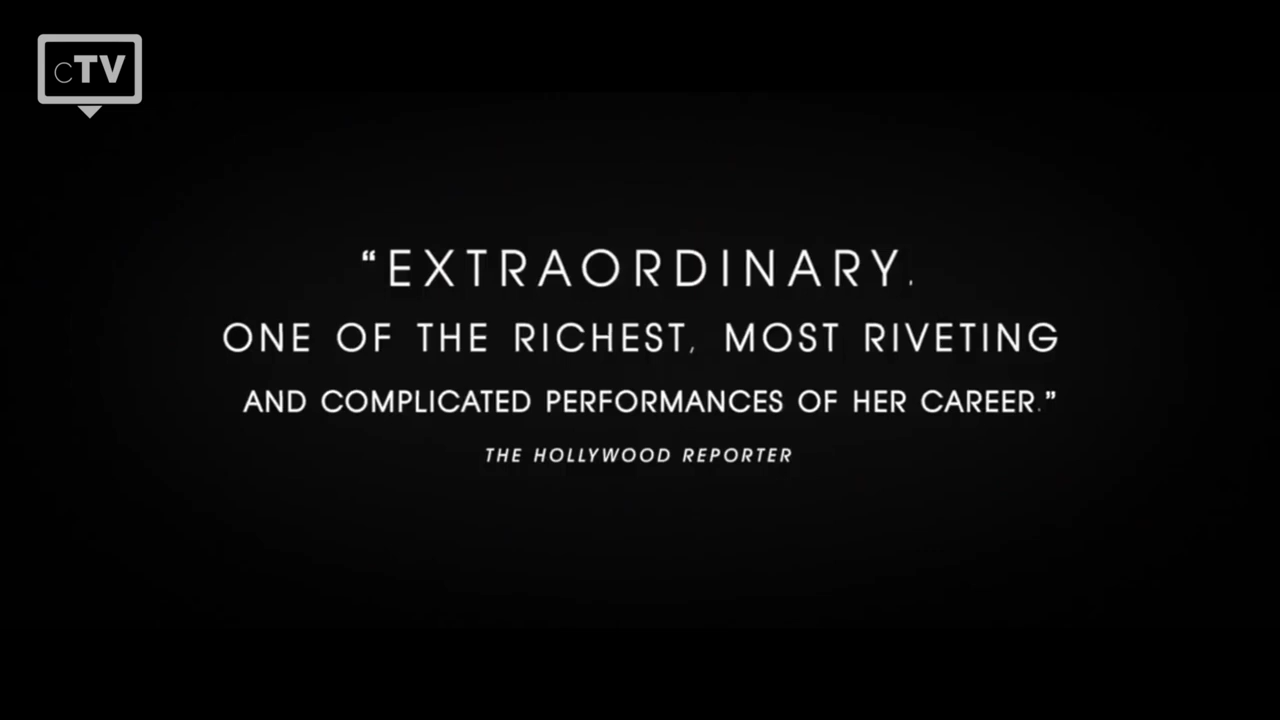 cTV
“EXTRAORDINARY.
ONE OF THE RICHEST, MOST RIVETING
AND COMPLICATED PERFORMANCES OF HER CAREER.”
THE HOLLYWOOD REPORTER